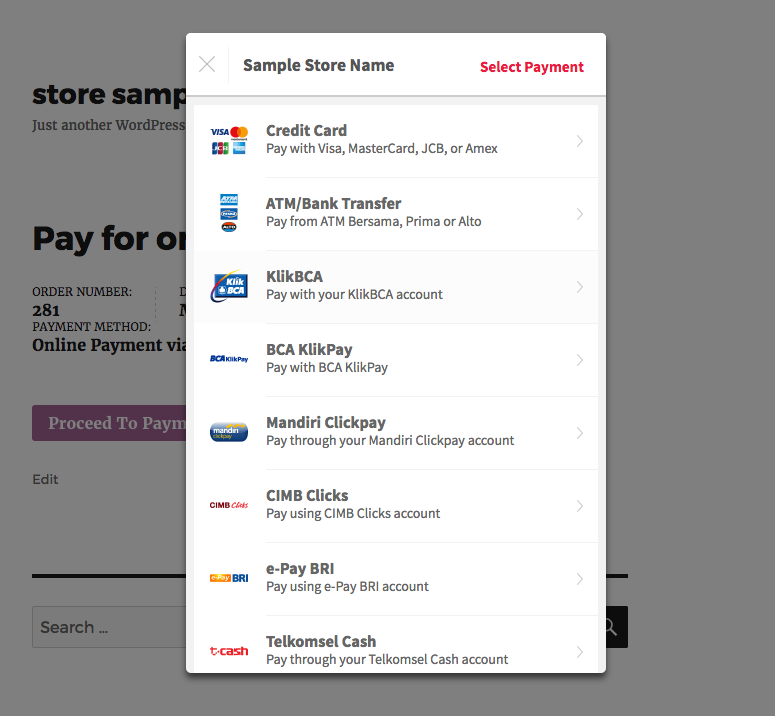 store samp
Just another WordPress
Pay for or
ORDER NUMBER:
281
D
M
PAYMENT METHOD:
Online Payment via
Proceed To Paym
Edit
Search ...
Sample Store Name
Select Payment
VISA
JCB
Credit Card
Pay with Visa, MasterCard, JCB, or Amex
ALTO
ATM/Bank Transfer
Pay from ATM Bersama, Prima or Alto
Klik
BCA
KlikBCA
Pay with your KlikBCA account
BCA KlikPay
BCA KlikPay
Pay with BCA KlikPay
mandiri
clickpay
Mandiri Clickpay
Pay through your Mandiri Clickpay account
CIMB Clicks
CIMB Clicks
Pay using CIMB Clicks account
e-Pay BRI
e-Pay BRI
Pay using e-Pay BRI account
t-cash
Telkomsel Cash
Pay through your Telkomsel Cash account